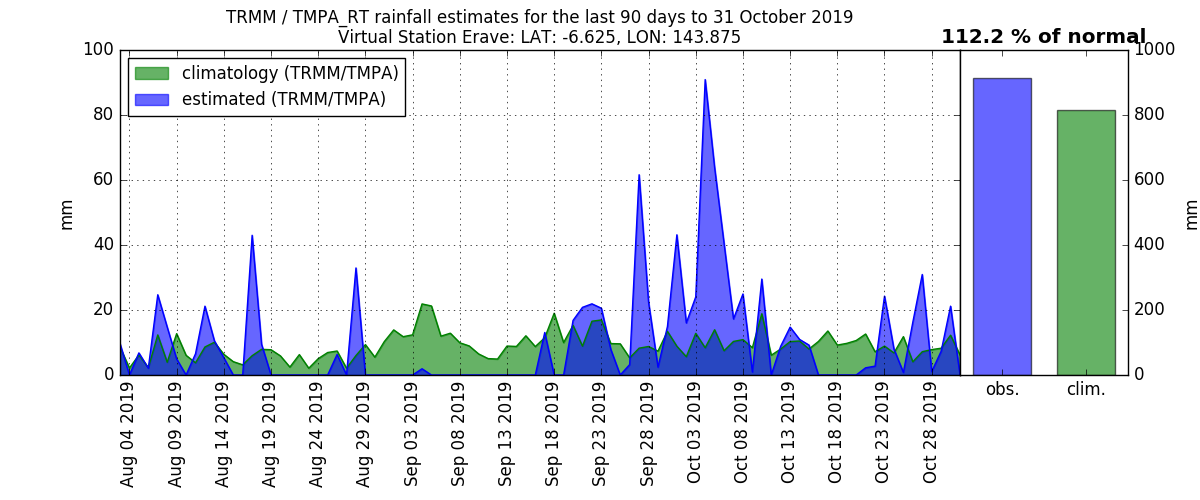 TRMM / TMPA_RT rainfall estimates for the last 90 days to 31 October 2019
Virtual Station Erave: LAT: -6.625, LON: 143.875
112.2 % of normal
climatology (TRMM/TMPA)
estimated (TRMM/TMPA)
100
80
60
40
20
0
mm
1000
800
600
400
200
0
mm
Aug 04 2019
Aug 09 2019
Aug 14 2019
Aug 19 2019
Aug 24 2019
Aug 29 2019
Sep 03 2019
Sep 08 2019
Sep 13 2019
Sep 18 2019
Sep 23 2019
Sep 28 2019
Oct 03 2019
Oct 08 2019
Oct 13 2019
Oct 18 2019
Oct 23 2019
Oct 28 2019
obs.
clim.